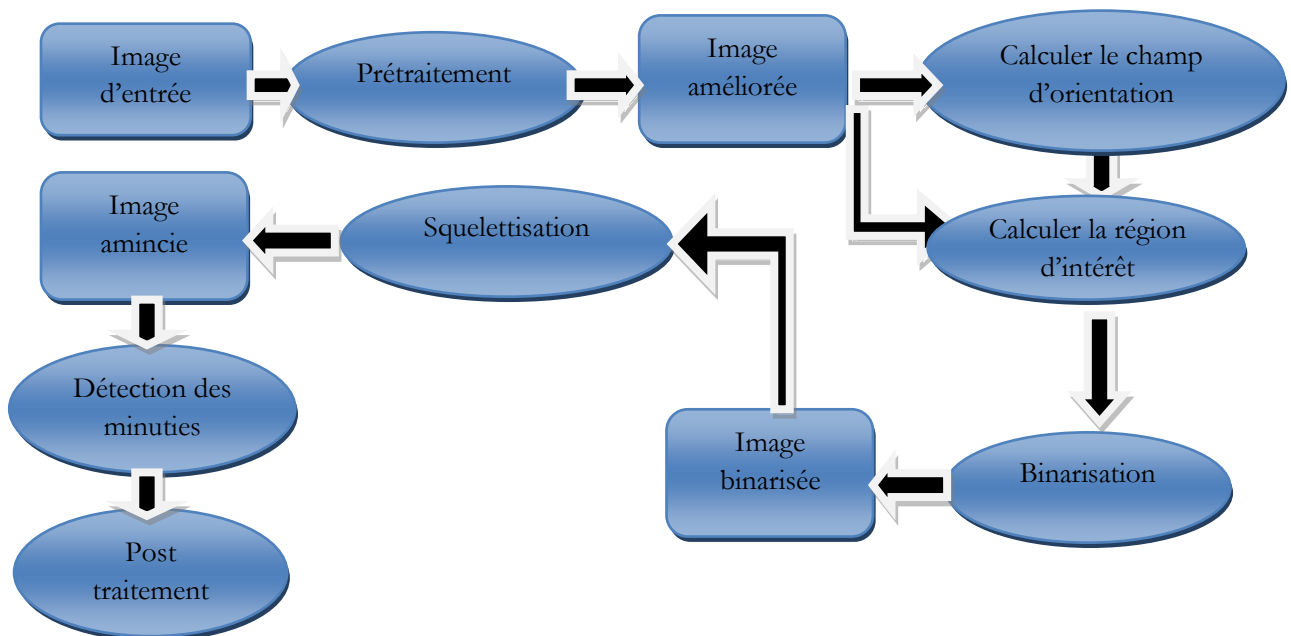 Image
d’entrée
Prétraitement
Image
améliorée
Calculer le champ
d’orientation
Calculer la région
d’intérêt
Binarisation
Image
binarisée
Squelettisation
Image
amincie
Détection des
minuties
Post
traitement